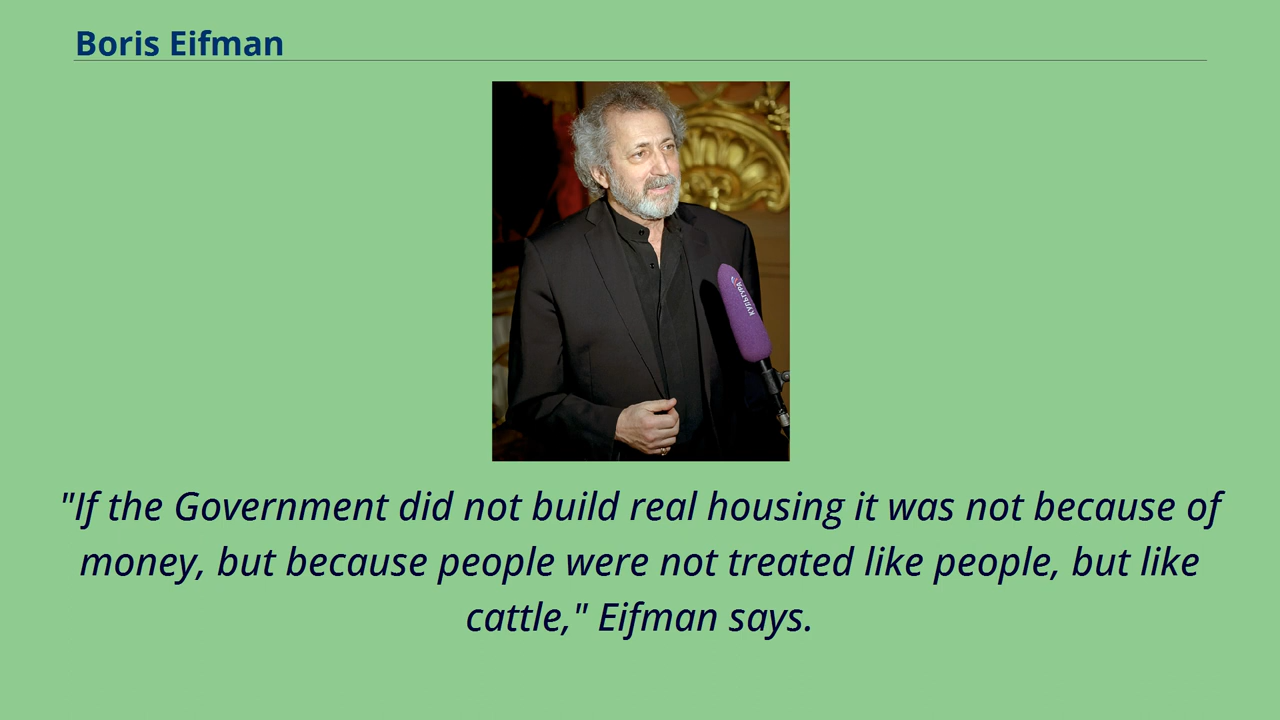 Boris Eifman
КУЛЬТУРА
"If the Government did not build real housing it was not because of
money, but because people were not treated like people, but like
cattle," Eifman says.